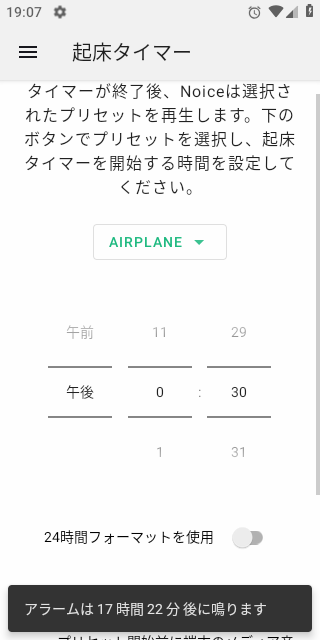 19:07
起床タイマー
タイマーが終了後、Noiceは選択さ
れたプリセットを再生します。下の
ボタンでプリセットを選択し、起床
タイマーを開始する時間を設定して
ください。
AIRPLANE
午前 11 29
午後 0 : 30
1 31
24時間フォーマットを使用
アラームは 17 時間 22 分 後に鳴ります